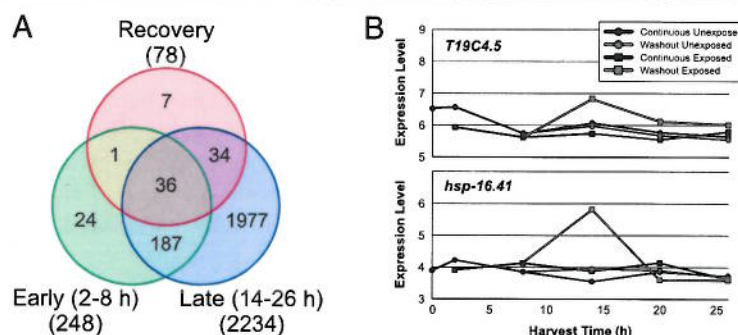 A
Recovery
(78)
7
1
34
36
24
187
1977
Early (2-8 h)
(248)
Late (14-26 h)
(2234)
B
Continuous Unexposed
Washout Unexposed
Continuous Exposed
Washout Exposed
T19C4.5
Expression Level
9
8
7
6
5
hsp-16.41
Expression Level
7
6
5
4
3
0 5 10 15 20 25
Harvest Time (h)